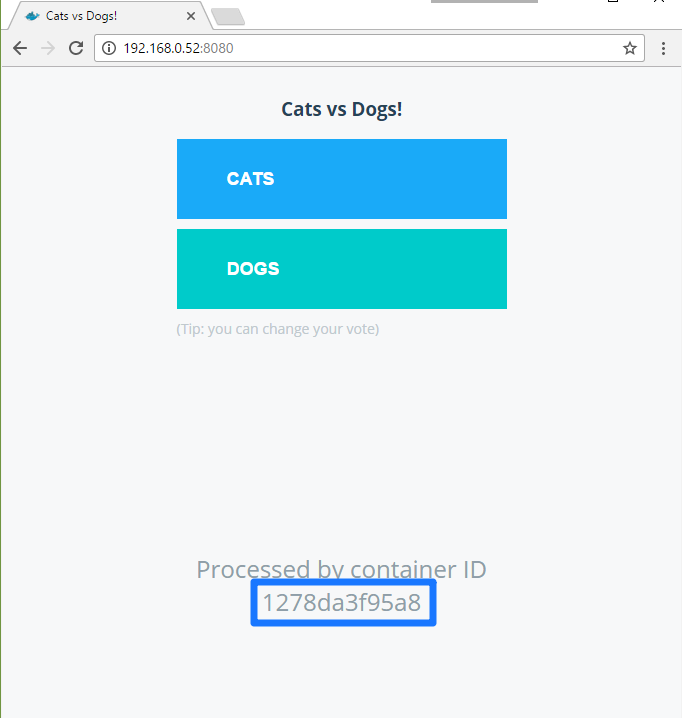 Cats vs Dogs!
192.168.0.52:8080
Cats vs Dogs!
CATS
DOGS
(Tip: you can change your vote)
Processed by container ID
1278da3f95a8